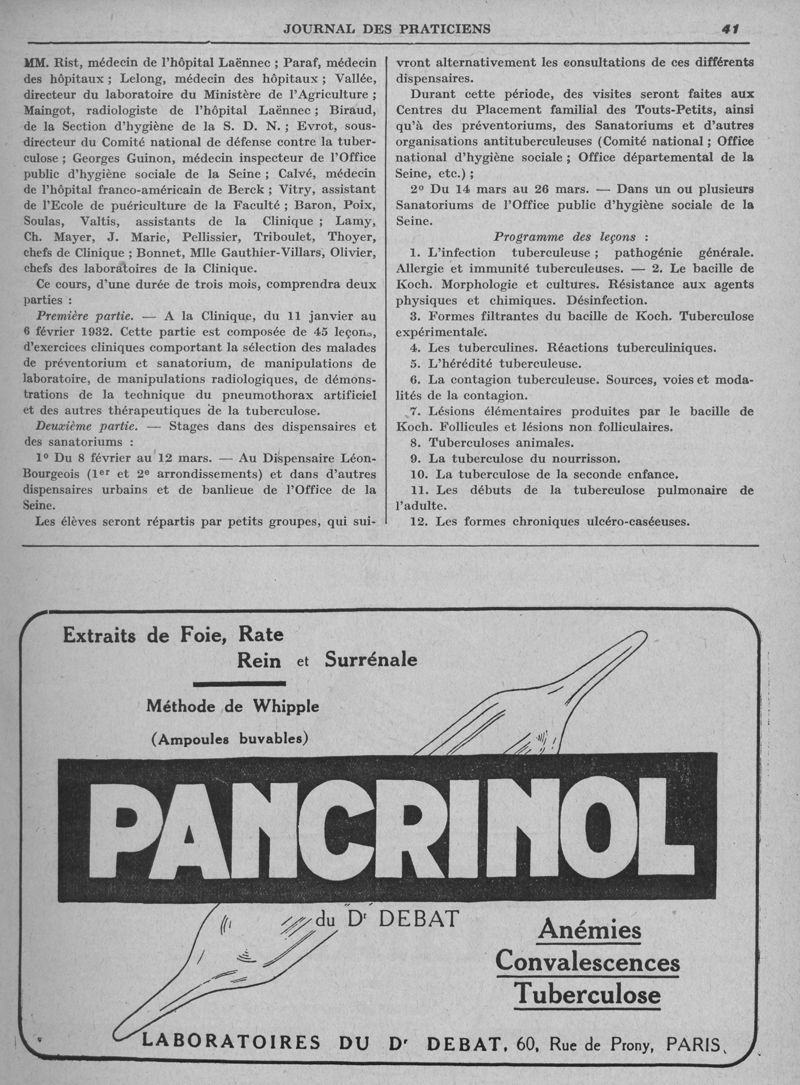 JOURNAL DES PRATICIENS 41
MM. Rist, médecin de l'hôpital Laënnec ; Paraf, médecin
des hôpitaux ; Lelong, médecin des hôpitaux ; Vallée,
directeur du laboratoire du Ministère de l'Agriculture ;
Maingot, radiologiste de l'hôpital Laënnec ; Biraud,
de la Section d'hygiène de la S. D. N. ; Evrot, sous-
directeur du Comité national de défense contre la tuber-
culose ; Georges Guinon, médecin inspecteur de l'Office
public d'hygiène sociale de la Seine ; Calvé, médecin
de l'hôpital franco-américain de Berck ; Vitry, assistant
de l'Ecole de puériculture de la Faculté ; Baron, Poix,
Soulas, Valtis, assistants de la Clinique ; Lamy,
Ch. Mayer, J. Marie, Pellissier, Triboulet, Thoyer,
chefs de Clinique ; Bonnet, Mlle Gauthier-Villars, Olivier,
chefs des laboratoires de la Clinique.
Ce cours, d'une durée de trois mois, comprendra deux
parties :
Première partie. — A la Clinique, du 11 janvier au
6 février 1932. Cette partie est composée de 45 leçons,
d'exercices cliniques comportant la sélection des malades
de préventorium et sanatorium, de manipulations de
laboratoire, de manipulations radiologiques, de démons-
trations de la technique du pneumothorax artificiel
et des autres thérapeutiques de la tuberculose.
Deuxième partie. — Stages dans des dispensaires et
des sanatoriums :
1º Du 8 février au 12 mars. — Au Dispensaire Léon-
Bourgeois (1er et 2e arrondissements) et dans d'autres
dispensaires urbains et de banlieue de l'Office de la
Seine.
Les élèves seront répartis par petits groupes, qui sui-
vront alternativement les consultations de ces différents
dispensaires.
Durant cette période, des visites seront faites aux
Centres du Placement familial des Touts-Petits, ainsi
qu'à des préventoriums, des Sanatoriums et d'autres
organisations antituberculeuses (Comité national ; Office
national d'hygiène sociale ; Office départemental de la
Seine, etc.) ;
2º Du 14 mars au 26 mars. — Dans un ou plusieurs
Sanatoriums de l'Office public d'hygiène sociale de la
Seine.
Programme des leçons :
1. L'infection tuberculeuse ; pathogénie générale.
Allergie et immunité tuberculeuses. — 2. Le bacille de
Koch. Morphologie et cultures. Résistance aux agents
physiques et chimiques. Désinfection.
3. Formes filtrantes du bacille de Koch. Tuberculose
expérimentale.
4. Les tuberculines. Réactions tuberculiniques.
5. L'hérédité tuberculeuse.
6. La contagion tuberculeuse. Sources, voies et moda-
lités de la contagion.
7. Lésions élémentaires produites par le bacille de
Koch. Follicules et lésions non folliculaires.
8. Tuberculoses animales.
9. La tuberculose du nourrisson.
10. La tuberculose de la seconde enfance.
11. Les débuts de la tuberculose pulmonaire de
l'adulte.
12. Les formes chroniques ulcéro-caséeuses.
Extraits de Foie, Rate
Rein et Surrénale
Méthode de Whipple
(Ampoules buvables)
PANCRINOL
du Dr DEBAT
Anémies
Convalescences
Tuberculose
LABORATOIRES DU Dr DEBAT, 60, Rue de Prony, PARIS.